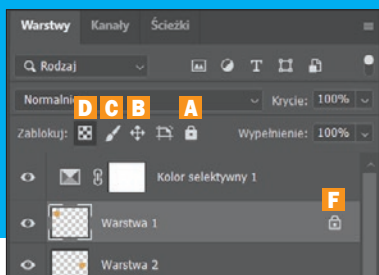 Warstwy Kanały Ścieżki
Rodzaj T
Normalnie Krycie: 100%
D C B A
Zablokuj: Wypełnienie: 100%
Kolor selektywny 1
F
Warstwa 1
Warstwa 2